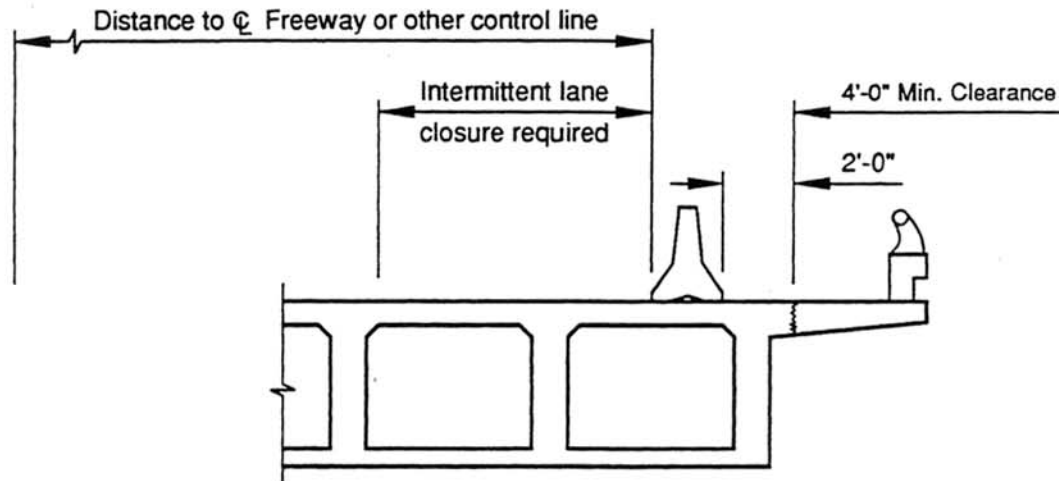 Distance to ℄ Freeway or other control line
Intermittent lane
closure required
4'-0" Min. Clearance
2'-0"